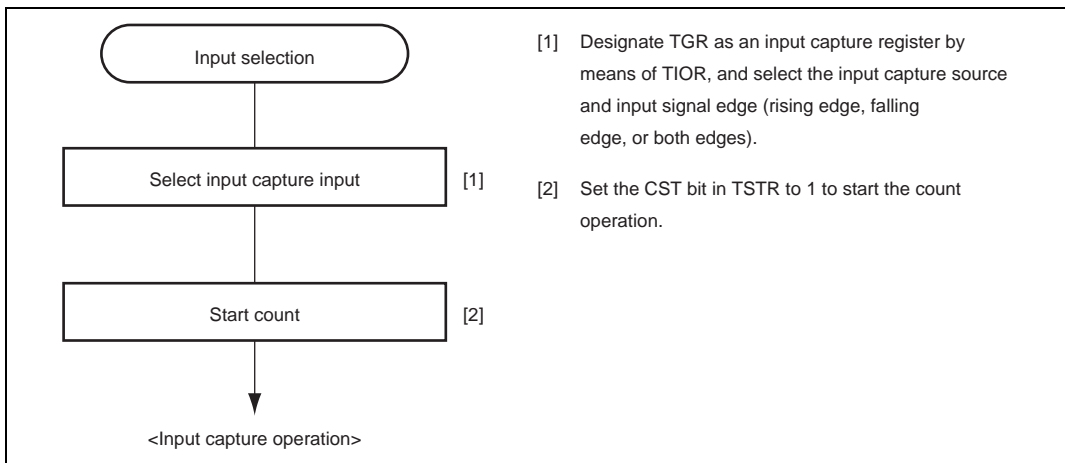 Input selection
Select input capture input
[1]
Start count
[2]
<Input capture operation>
[1] Designate TGR as an input capture register by
means of TIOR, and select the input capture source
and input signal edge (rising edge, falling
edge, or both edges).
[2] Set the CST bit in TSTR to 1 to start the count
operation.